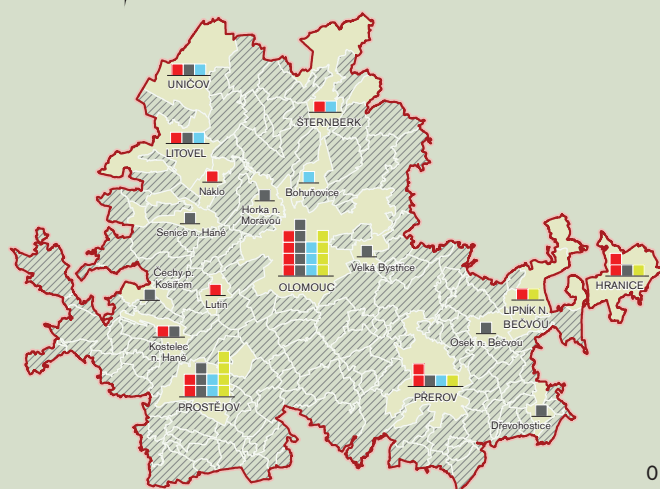 UNIČOV
ŠTERNBERK
LITOVEL
Náklo
Bohuňovice
Horka n.
Moravou
Senice n. Hané
Velká Bystřice
Čechy p.
Kosířem
OLOMOUC
HRANICE
Lutín
LIPNÍK N.
BEČVOU
Kostelec
n. Hané
Osek n. Bečvou
PŘEROV
PROSTĚJOV
Dřevohostice
0